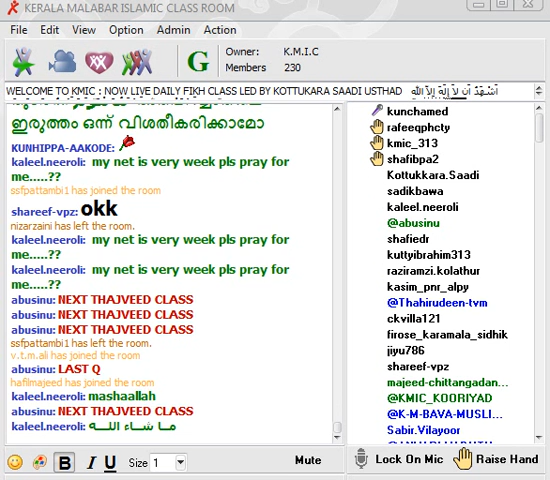 KERALA MALABAR ISLAMIC CLASS ROOM
File Edit View Option Admin Action
G Owner: K.M.I.C
Members 230
WELCOME TO KMIC : NOW LIVE DAILY FIKH CLASS LED BY KOTTUKARA SAADI USTHAD أشهد أن لا إله إلا الله
ഇരുത്തം ഒന്ന് വിശതീകരിക്കാമോ
KUNHIPPA-AAKODE:
kaleel.neeroli: my net is very week pls pray for
me.....??
ssfpattambi1 has joined the room
shareef-vpz: okk
nizarzaini has left the room.
kaleel.neeroli: my net is very week pls pray for
me.....??
kaleel.neeroli: my net is very week pls pray for
me.....??
abusinu: NEXT THAJVEED CLASS
abusinu: NEXT THAJVEED CLASS
abusinu: NEXT THAJVEED CLASS
ssfpattambi1 has left the room.
v.t.m.ali has joined the room
abusinu: LAST Q
hafilmajeed has joined the room
kaleel.neeroli: mashaallah
abusinu: NEXT THAJVEED CLASS
kaleel.neeroli: مـا شـاء اللـــه
B I U Size 1 Mute
kunchamed
rafeeqphcty
kmic_313
shafibpa2
Kottukkara.Saadi
sadikbawa
kaleel.neeroli
@abusinu
shafiedr
kuttyibrahim313
raziramzi.kolathur
kasim_pnr_alpy
@Thahirudeen-tvm
ckvilla121
firose_karamala_sidhik
jiyu786
shareef-vpz
majeed-chittangadan...
@KMIC_KOORIYAD
@K-M-BAVA-MUSLI...
Sabir.Vilayoor
Lock On Mic Raise Hand